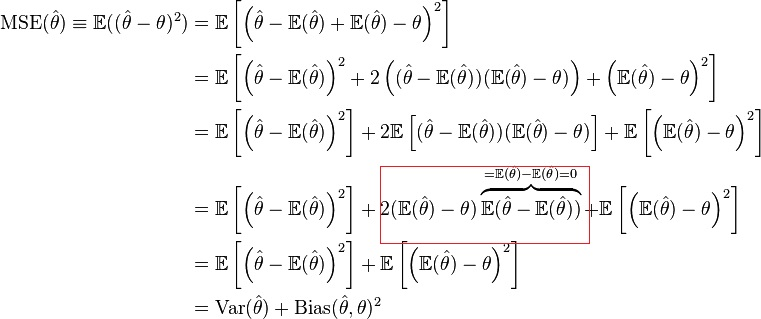 MSE(θ̂) ≡ 𝔼((θ̂ − θ)²) = 𝔼[(θ̂ − 𝔼(θ̂) + 𝔼(θ̂) − θ)²]
= 𝔼[(θ̂ − 𝔼(θ̂))² + 2((θ̂ − 𝔼(θ̂))(𝔼(θ̂) − θ)) + (𝔼(θ̂) − θ)²]
= 𝔼[(θ̂ − 𝔼(θ̂))²] + 2𝔼[(θ̂ − 𝔼(θ̂))(𝔼(θ̂) − θ)] + 𝔼[(𝔼(θ̂) − θ)²]
=𝔼(θ̂)−𝔼(θ̂)=0
= 𝔼[(θ̂ − 𝔼(θ̂))²] + 2(𝔼(θ̂) − θ) 𝔼(θ̂ − 𝔼(θ̂)) + 𝔼[(𝔼(θ̂) − θ)²]
= 𝔼[(θ̂ − 𝔼(θ̂))²] + 𝔼[(𝔼(θ̂) − θ)²]
= Var(θ̂) + Bias(θ̂, θ)²